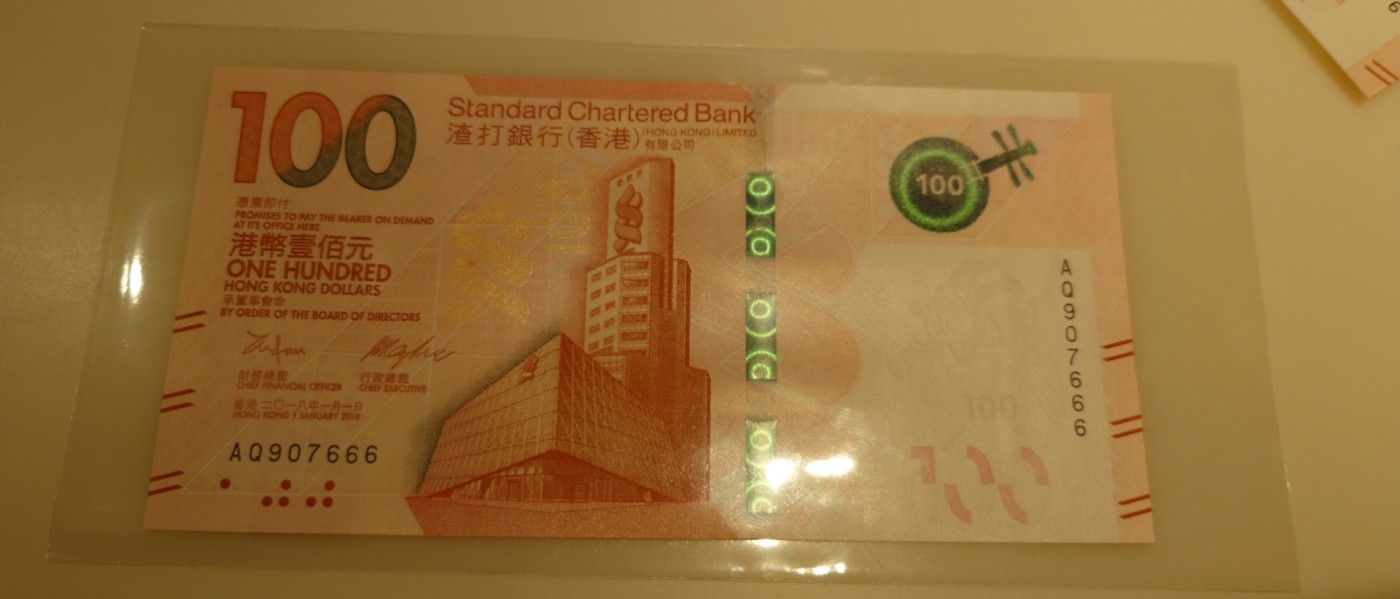 100
Standard Chartered Bank
渣打銀行(香港) (HONG KONG) LIMITED
有限公司
憑票即付
PROMISES TO PAY THE BEARER ON DEMAND
AT ITS OFFICE HERE
港幣壹佰元
ONE HUNDRED
HONG KONG DOLLARS
承董事會命
BY ORDER OF THE BOARD OF DIRECTORS
財務總監 行政總裁
CHIEF FINANCIAL OFFICER CHIEF EXECUTIVE
香港 二〇一八年一月一日
HONG KONG 1 JANUARY 2018
AQ907666
100
100
AQ907666
100